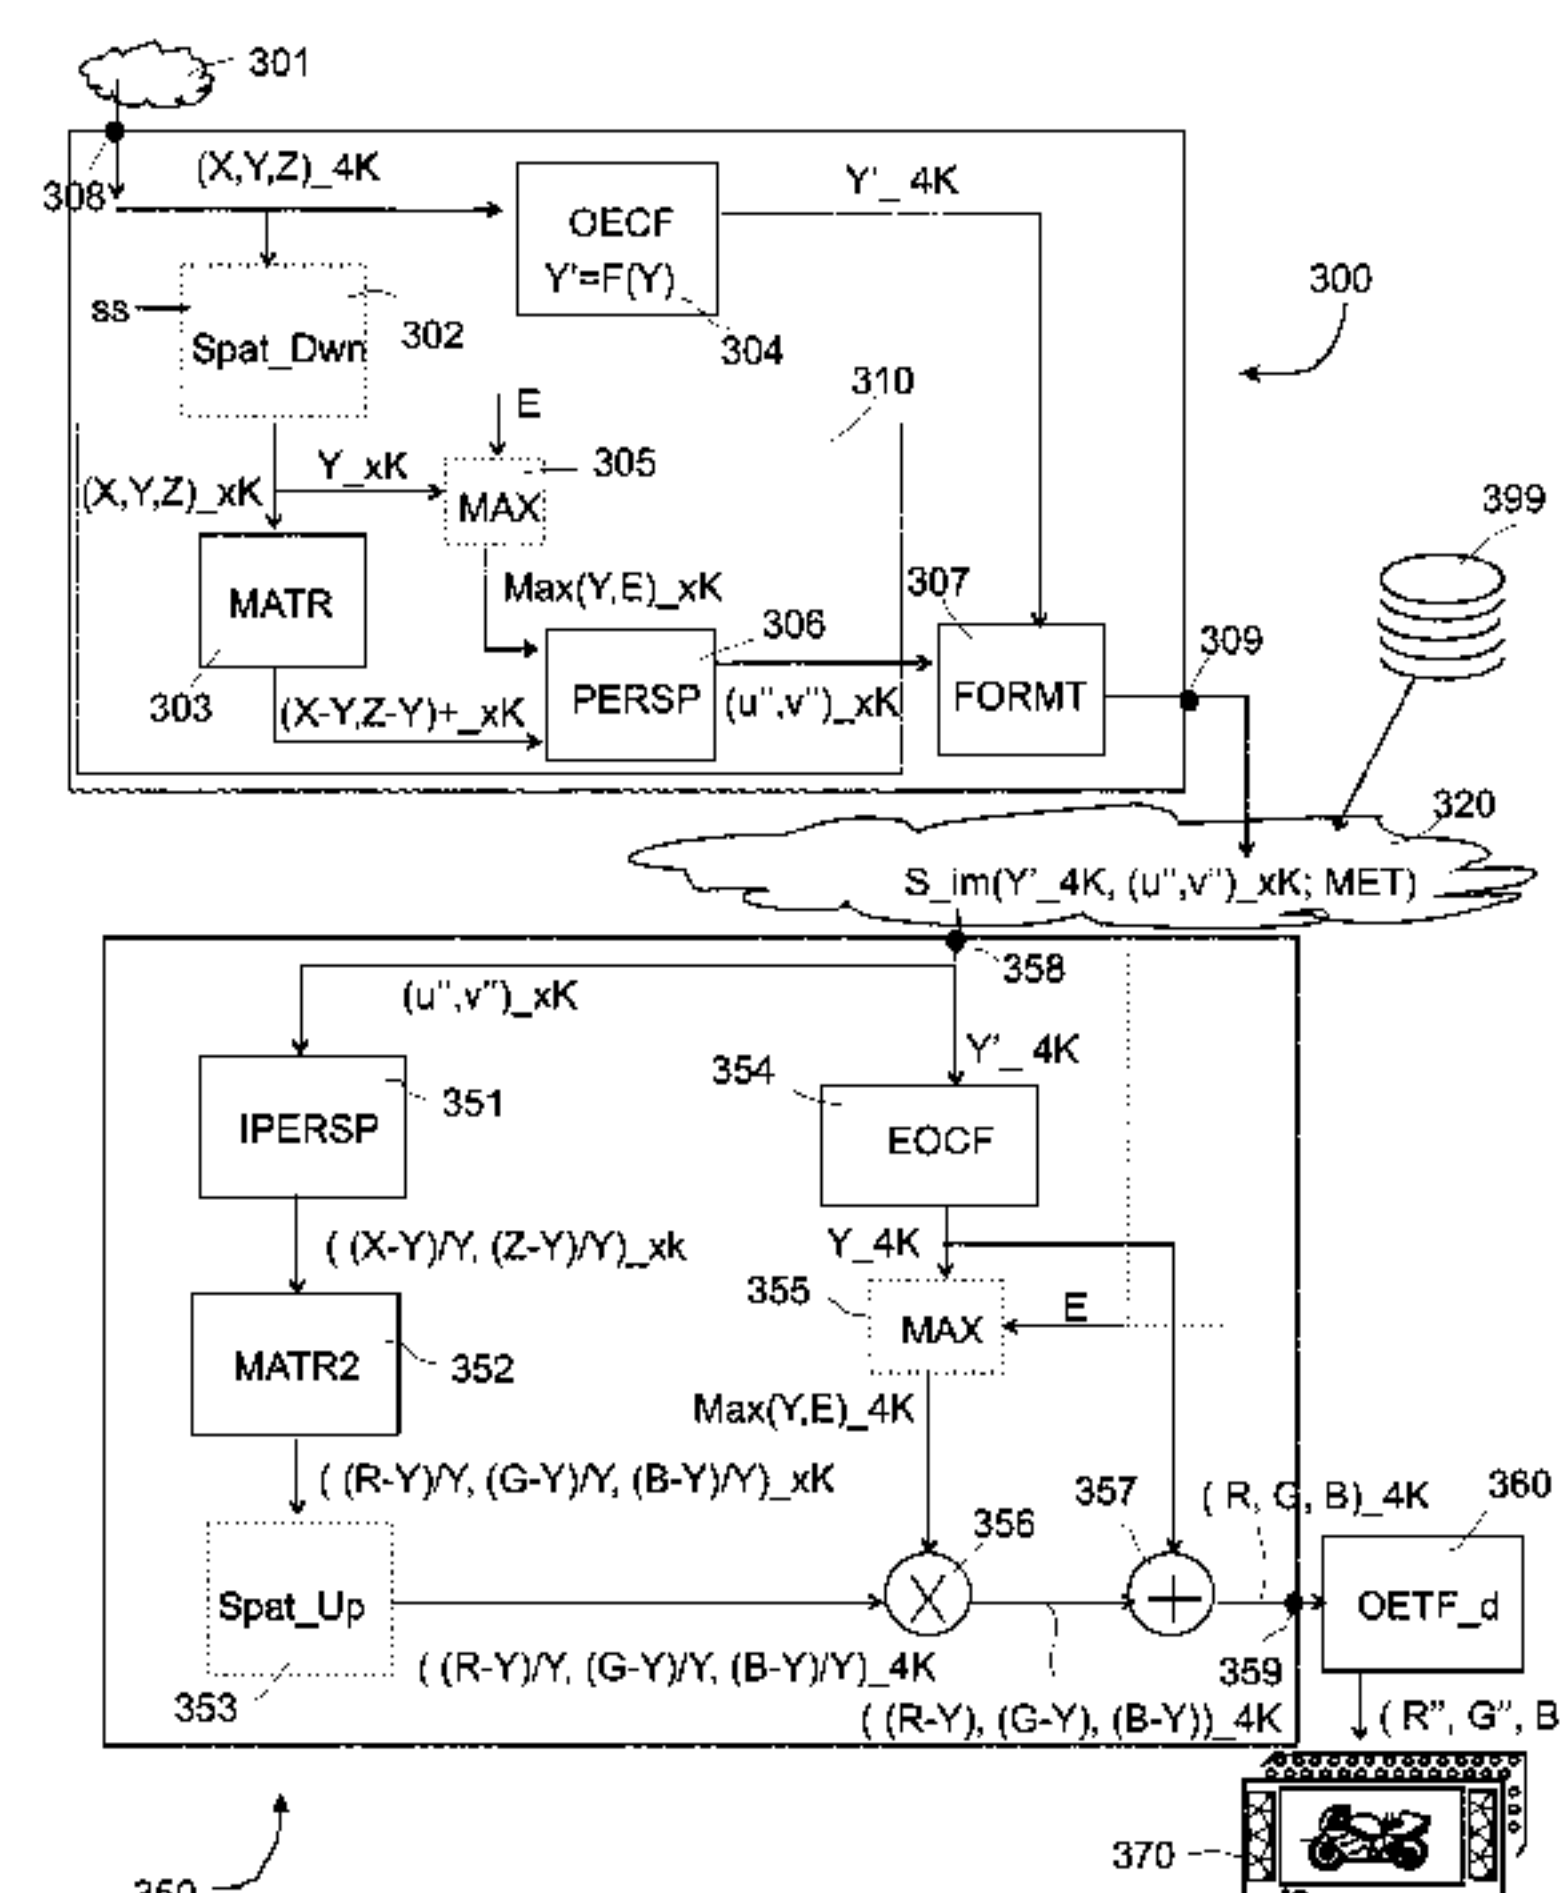 301
308
(X,Y,Z)_4K
OECF
Y'=F(Y)
304
Y'_ 4K
300
ss
Spat_Dwn
302
E
310
(X,Y,Z)_xK
Y_xK
MAX
305
399
MATR
303
Max(Y,E)_xK
307
306
309
PERSP
(u",v")_xK
FORMT
(X-Y,Z-Y)+_xK
320
S_im(Y'_4K, (u",v")_xK; MET)
358
(u",v")_xK
Y'_ 4K
354
IPERSP
351
EOCF
( (X-Y)/Y, (Z-Y)/Y)_xk
Y_4K
355
E
MAX
MATR2
352
Max(Y,E)_4K
( (R-Y)/Y, (G-Y)/Y, (B-Y)/Y)_xK
357
( R, G, B)_4K
360
356
Spat_Up
X
+
OETF_d
353
( (R-Y)/Y, (G-Y)/Y, (B-Y)/Y)_4K
359
( (R-Y), (G-Y), (B-Y))_4K
( R", G", B
370
350